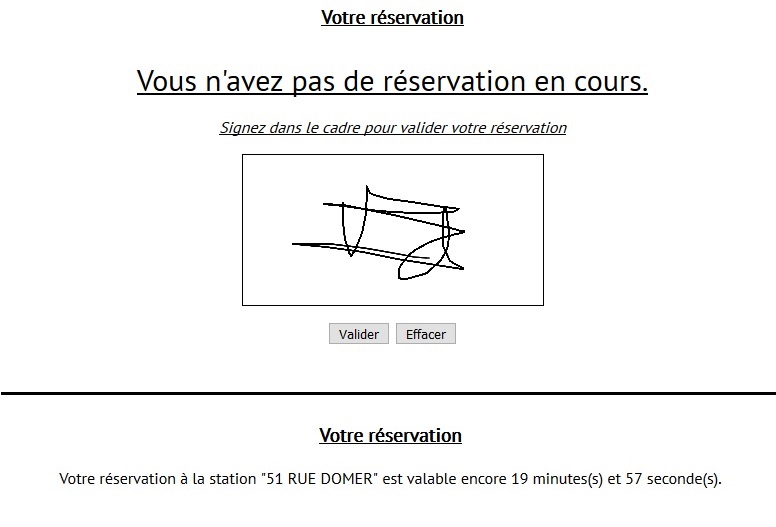 Votre réservation
Vous n'avez pas de réservation en cours.
Signez dans le cadre pour valider votre réservation
Valider Effacer
Votre réservation
Votre réservation à la station "51 RUE DOMER" est valable encore 19 minutes(s) et 57 seconde(s).